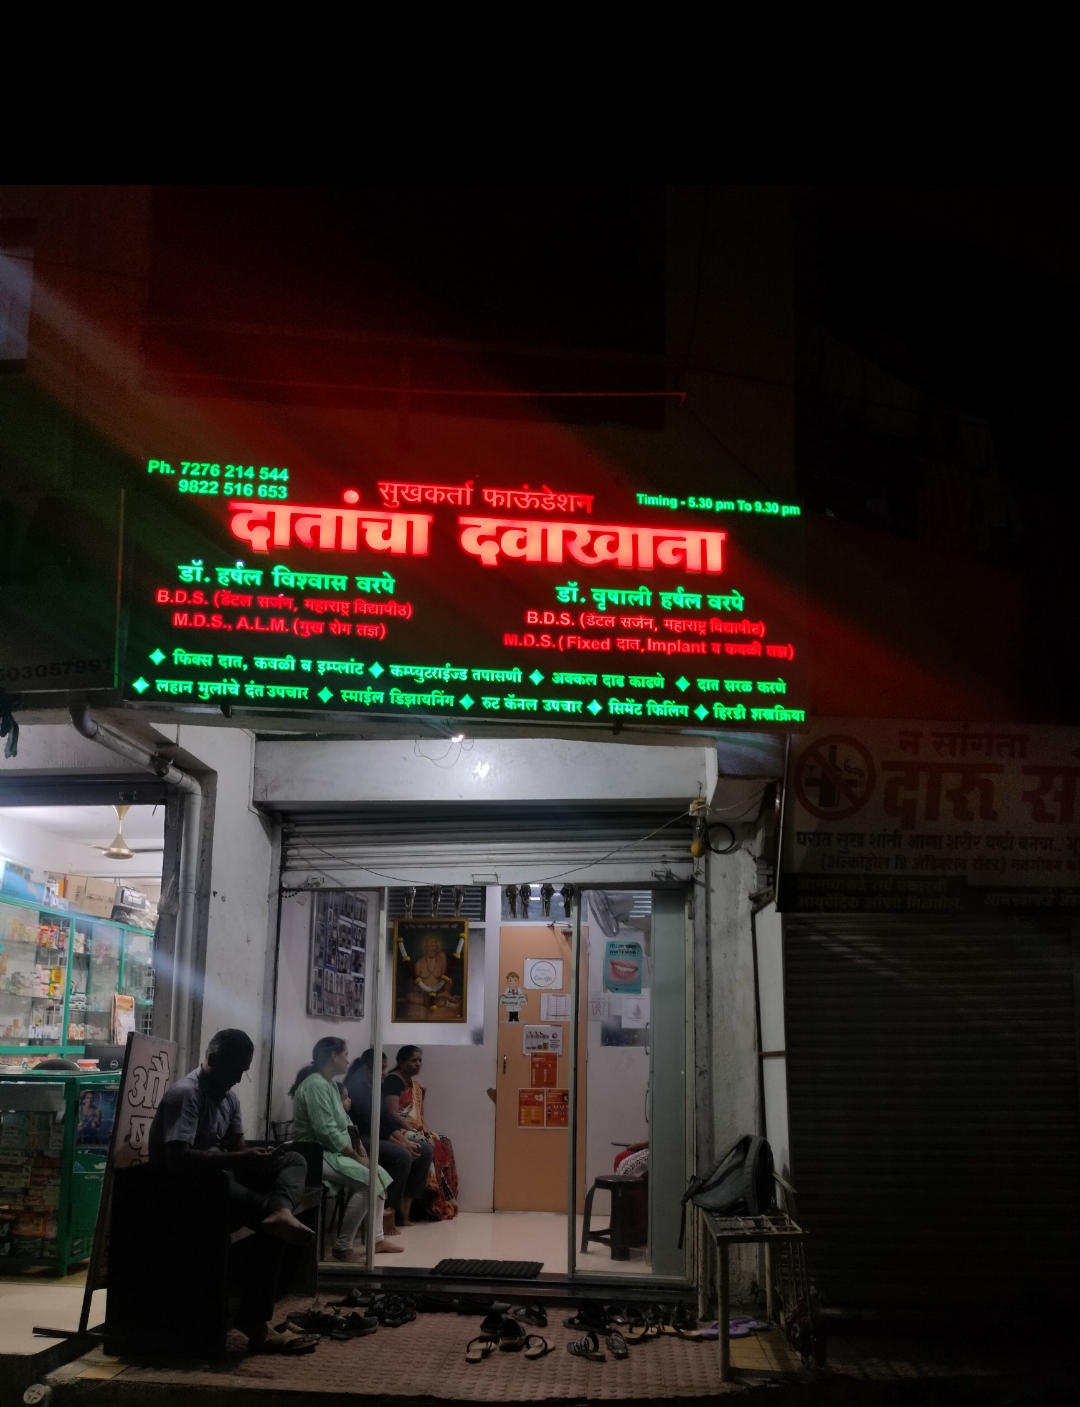 Ph. 7276 214 544
9822 516 653
सुखकर्ता फाऊंडेशन
Timing - 5.30 pm To 9.30 pm
दातांचा दवाखाना
डॉ. हर्षल विश्वास वरपे
B.D.S. (डेंटल सर्जन, महाराष्ट्र विद्यापीठ)
M.D.S., A.L.M. (मुख रोग तज्ञ)
डॉ. वृषाली हर्षल वरपे
B.D.S. (डेंटल सर्जन, महाराष्ट्र विद्यापीठ)
M.D.S. (Fixed दात, Implant व कवळी तज्ञ)
फिक्स दात, कवळी व इम्प्लांट कम्प्युटराईज्ड तपासणी अक्कल दाढ काढणे दात सरळ करणे
लहान मुलांचे दंत उपचार स्माईल डिझायनिंग रुट कॅनल उपचार सिमेंट फिलिंग हिरडी शस्त्रक्रिया
न सांगता
दारू
घरात सुख शांती
औ
ष